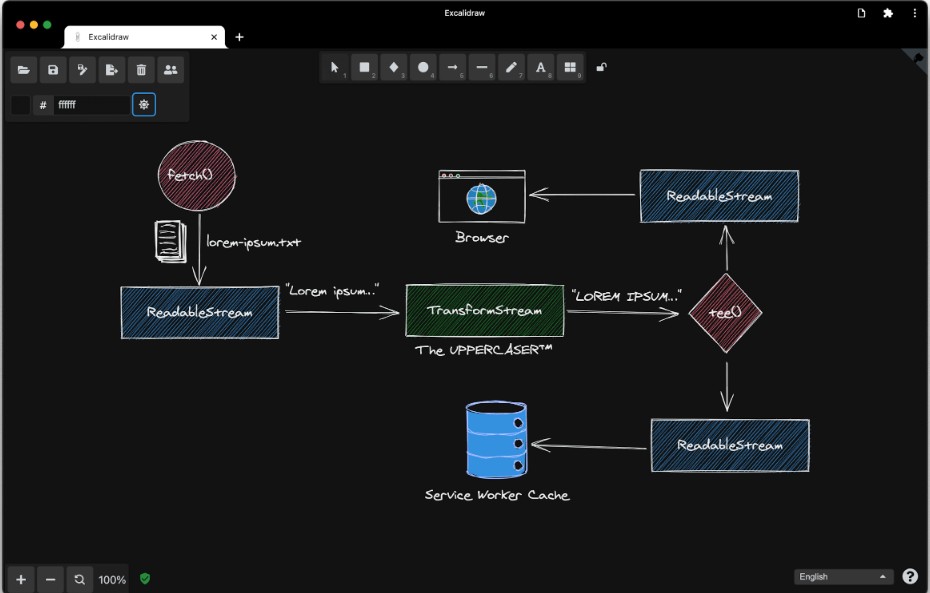 Excalidraw
Excalidraw
1
2
3
4
5
6
7
A
8
9
#
ffffff
fetch()
lorem-ipsum.txt
ReadableStream
"Lorem ipsum..."
TransformStream
The UPPERCASER™
"LOREM IPSUM..."
tee()
ReadableStream
Browser
ReadableStream
Service Worker Cache
100%
English
?